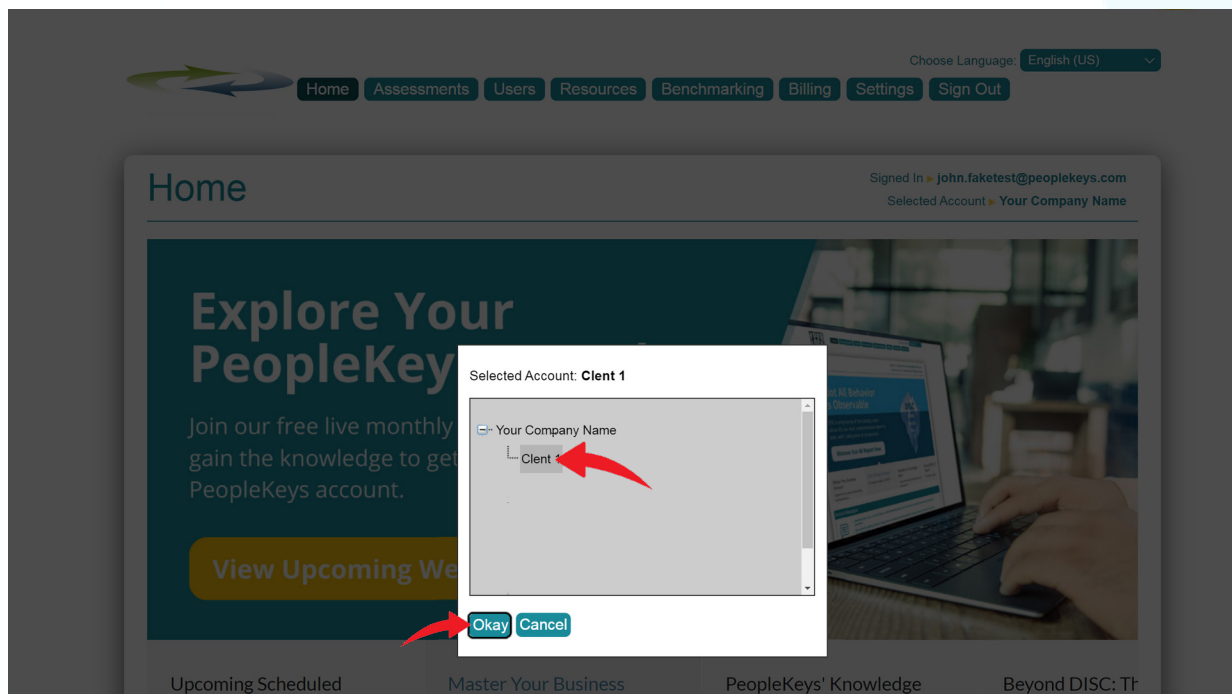 Choose Language: English (US)
Home Assessments Users Resources Benchmarking Billing Settings Sign Out
Home
Signed In ▸ john.faketest@peoplekeys.com
Selected Account ▸ Your Company Name
Explore Your
PeopleKey
Join our free live monthly
gain the knowledge to get
PeopleKeys account.
View Upcoming We
Selected Account: Clent 1
Your Company Name
Clent 1
Okay Cancel
Upcoming Scheduled
Master Your Business
PeopleKeys' Knowledge
Beyond DISC: Th